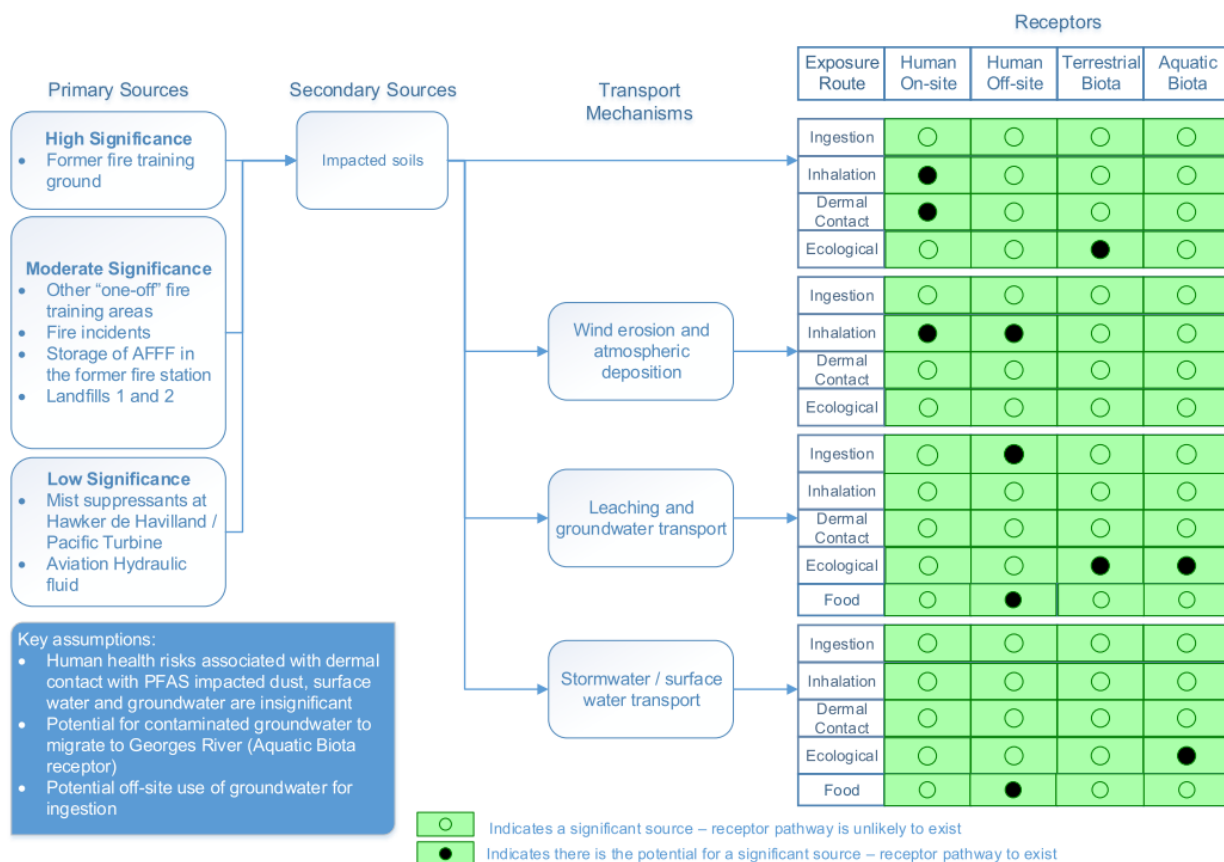 Receptors
Primary Sources
Secondary Sources
Transport
Mechanisms
Exposure
Route
Human
On-site
Human
Off-site
Terrestrial
Biota
Aquatic
Biota
High Significance
• Former fire training
ground
Moderate Significance
• Other “one-off” fire
training areas
• Fire incidents
• Storage of AFFF in
the former fire station
• Landfills 1 and 2
Low Significance
• Mist suppressants at
Hawker de Havilland /
Pacific Turbine
• Aviation Hydraulic
fluid
Impacted soils
Wind erosion and
atmospheric
deposition
Leaching and
groundwater transport
Stormwater / surface
water transport
Ingestion
Inhalation
Dermal
Contact
Ecological
Ingestion
Inhalation
Dermal
Contact
Ecological
Ingestion
Inhalation
Dermal
Contact
Ecological
Food
Ingestion
Inhalation
Dermal
Contact
Ecological
Food
Key assumptions:
• Human health risks associated with dermal
contact with PFAS impacted dust, surface
water and groundwater are insignificant
• Potential for contaminated groundwater to
migrate to Georges River (Aquatic Biota
receptor)
• Potential off-site use of groundwater for
ingestion
Indicates a significant source – receptor pathway is unlikely to exist
Indicates there is the potential for a significant source – receptor pathway to exist